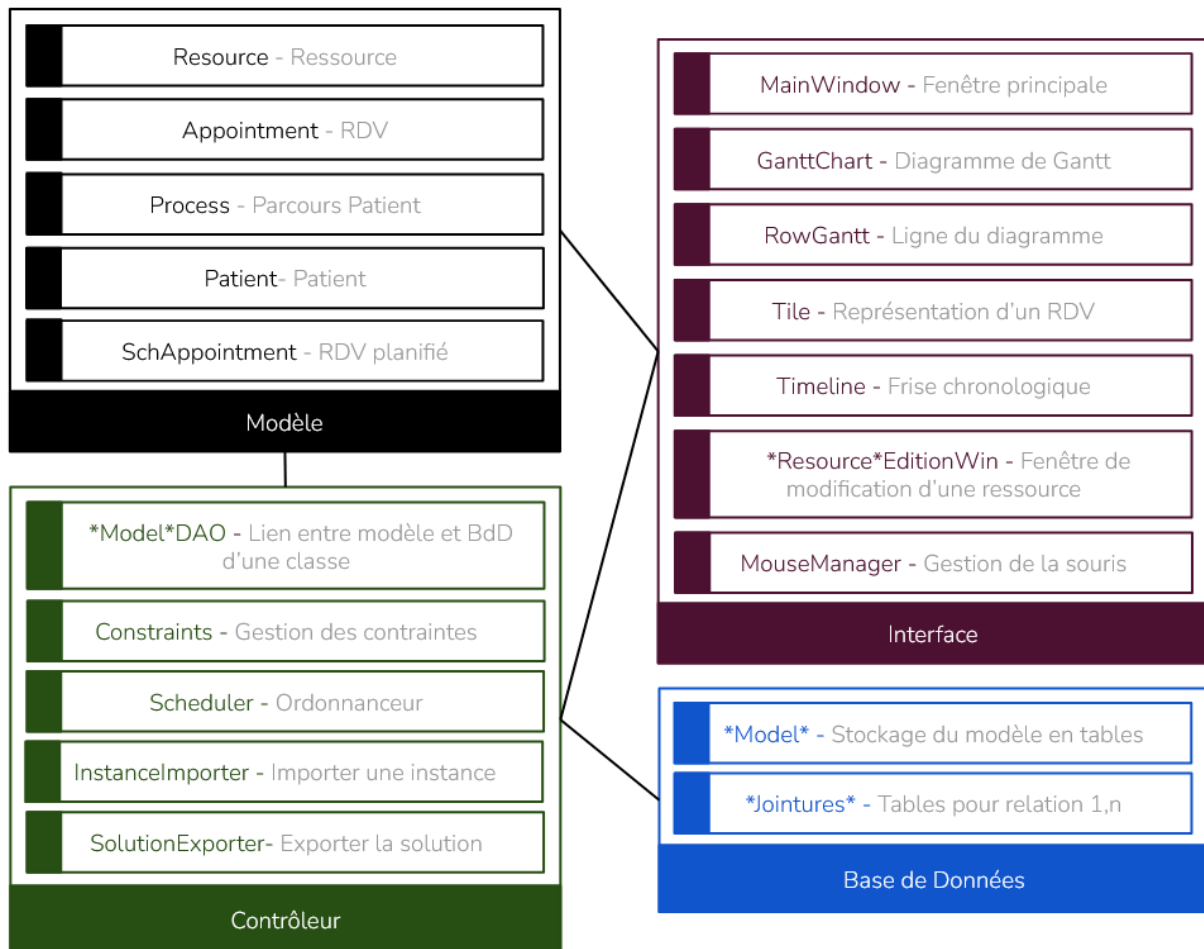 Resource - Ressource
Appointment - RDV
Process - Parcours Patient
Patient- Patient
SchAppointment - RDV planifié
Modèle
*Model*DAO - Lien entre modèle et BdD
d'une classe
Constraints - Gestion des contraintes
Scheduler - Ordonnanceur
InstanceImporter - Importer une instance
SolutionExporter- Exporter la solution
Contrôleur
MainWindow - Fenêtre principale
GanttChart - Diagramme de Gantt
RowGantt - Ligne du diagramme
Tile - Représentation d'un RDV
Timeline - Frise chronologique
*Resource*EditionWin - Fenêtre de
modification d'une ressource
MouseManager - Gestion de la souris
Interface
*Model* - Stockage du modèle en tables
*Jointures* - Tables pour relation 1,n
Base de Données